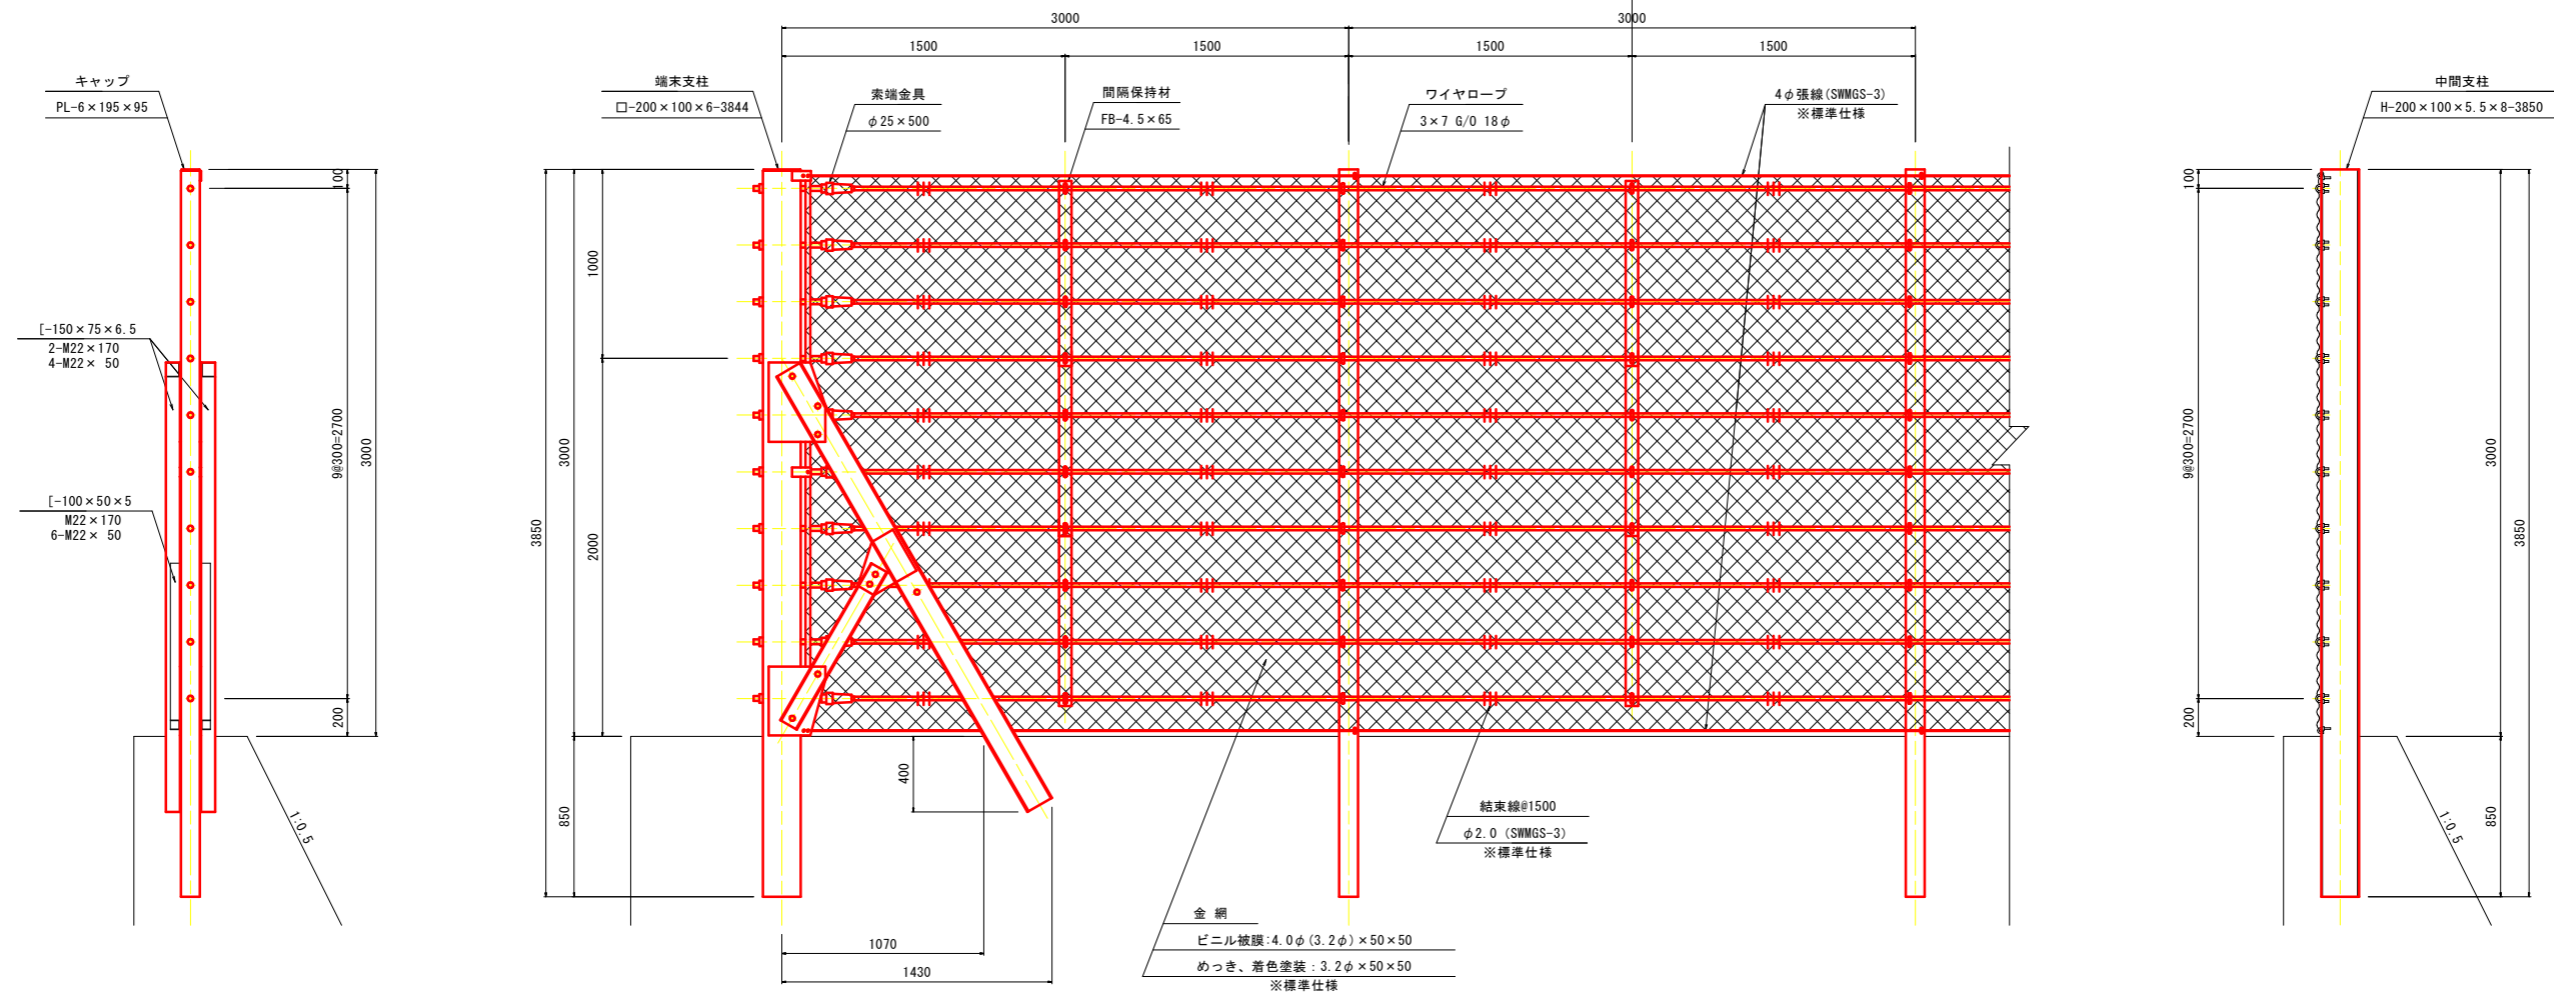 キャップ
PL-6×195×95
[-150×75×6.5
2-M22×170
4-M22× 50
[-100×50×5
M22×170
6-M22× 50
100
9@300=2700
3000
200
1:0.5
3000
3000
1500
1500
1500
1500
端末支柱
□-200×100×6-3844
索端金具
φ25×500
間隔保持材
FB-4.5×65
ワイヤロープ
3×7 G/O 18φ
4φ張線(SWMGS-3)
※標準仕様
1000
3000
2000
3850
850
400
1070
1430
結束線@1500
φ2.0 (SWMGS-3)
※標準仕様
金 網
ビニル被膜:4.0φ(3.2φ)×50×50
めっき、着色塗装:3.2φ×50×50
※標準仕様
中間支柱
H-200×100×5.5×8-3850
100
9@300=2700
3000
3850
200
850
1:0.5